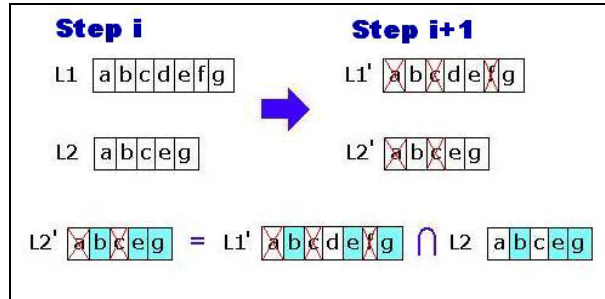 Step i Step i+1
L1 a b c d e f g L1' a b c d e f g
L2 a b c e g L2' a b c e g
L2' a b c e g = L1' a b c d e f g ∩ L2 a b c e g